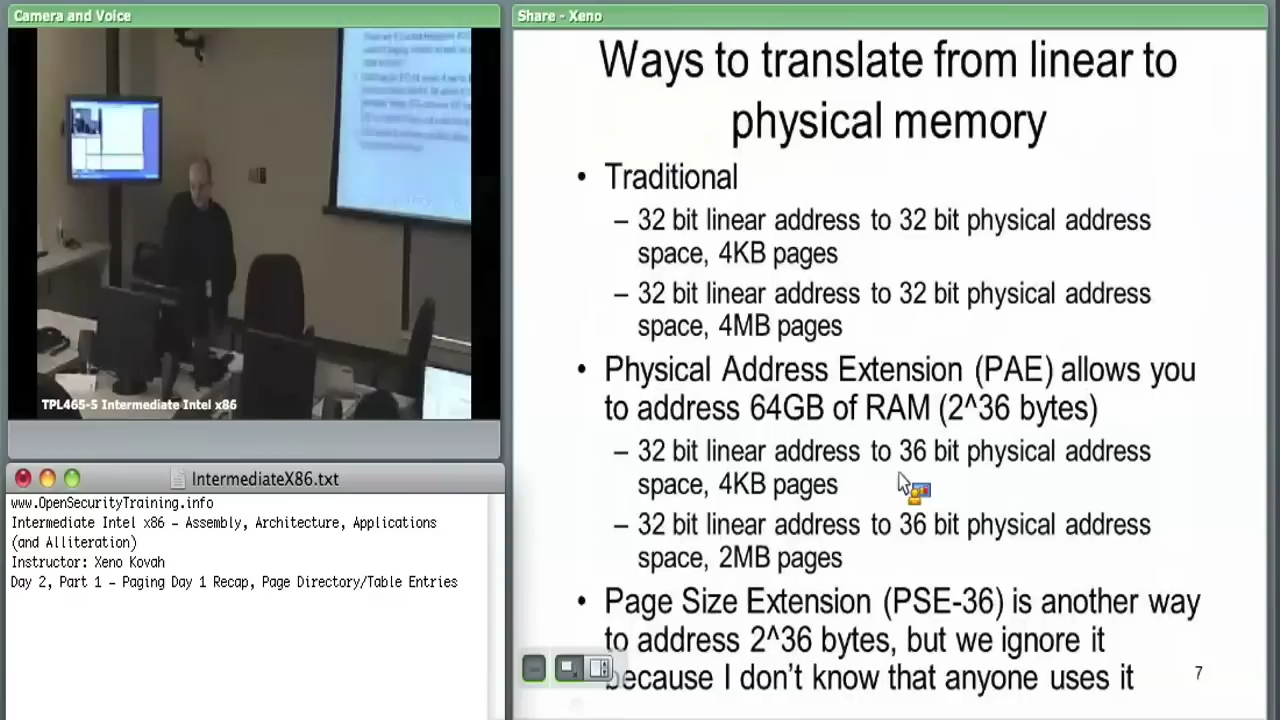 Camera and Voice
TPL465-5 Intermediate Intel x86
IntermediateX86.txt
www.OpenSecurityTraining.info
Intermediate Intel x86 – Assembly, Architecture, Applications
(and Alliteration)
Instructor: Xeno Kovah
Day 2, Part 1 – Paging Day 1 Recap, Page Directory/Table Entries
Share - Xeno
Ways to translate from linear to
physical memory
• Traditional
– 32 bit linear address to 32 bit physical address
space, 4KB pages
– 32 bit linear address to 32 bit physical address
space, 4MB pages
• Physical Address Extension (PAE) allows you
to address 64GB of RAM (2^36 bytes)
– 32 bit linear address to 36 bit physical address
space, 4KB pages
– 32 bit linear address to 36 bit physical address
space, 2MB pages
• Page Size Extension (PSE-36) is another way
to address 2^36 bytes, but we ignore it
because I don't know that anyone uses it
7